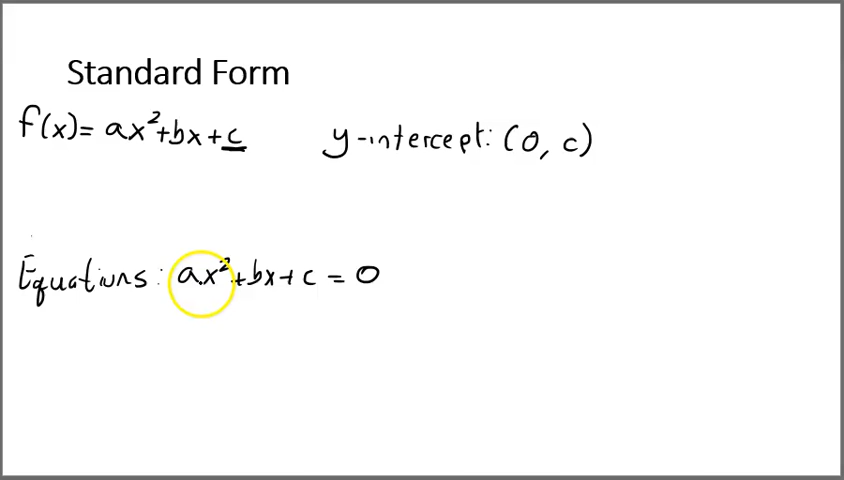 Standard Form
f(x)= ax²+bx+c y-intercept: (0, c)
Equations: ax²+bx+c = 0